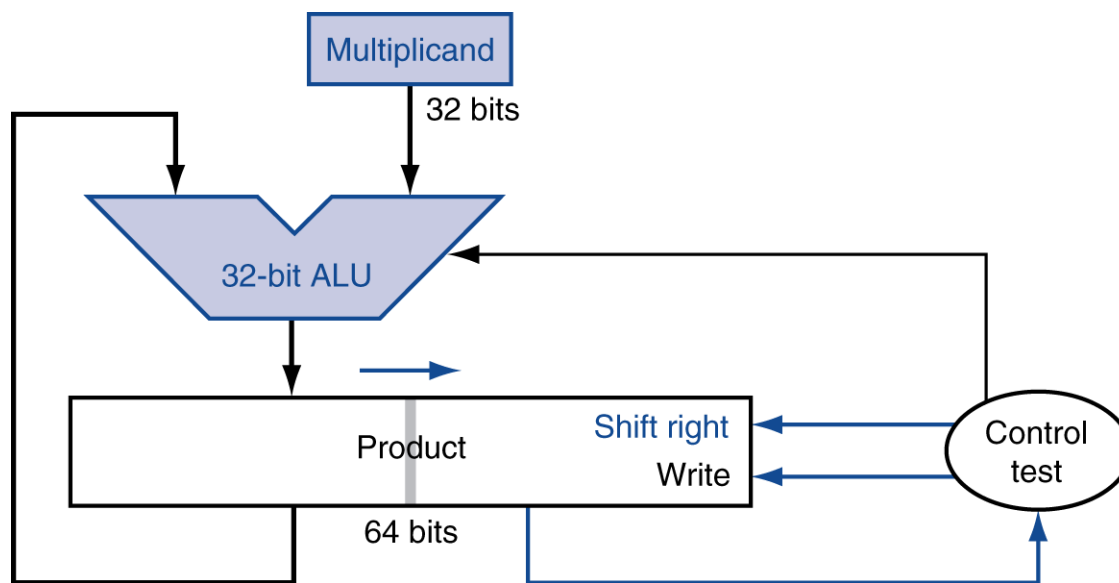 Multiplicand
32 bits
32-bit ALU
Product
Shift right
Write
64 bits
Control
test